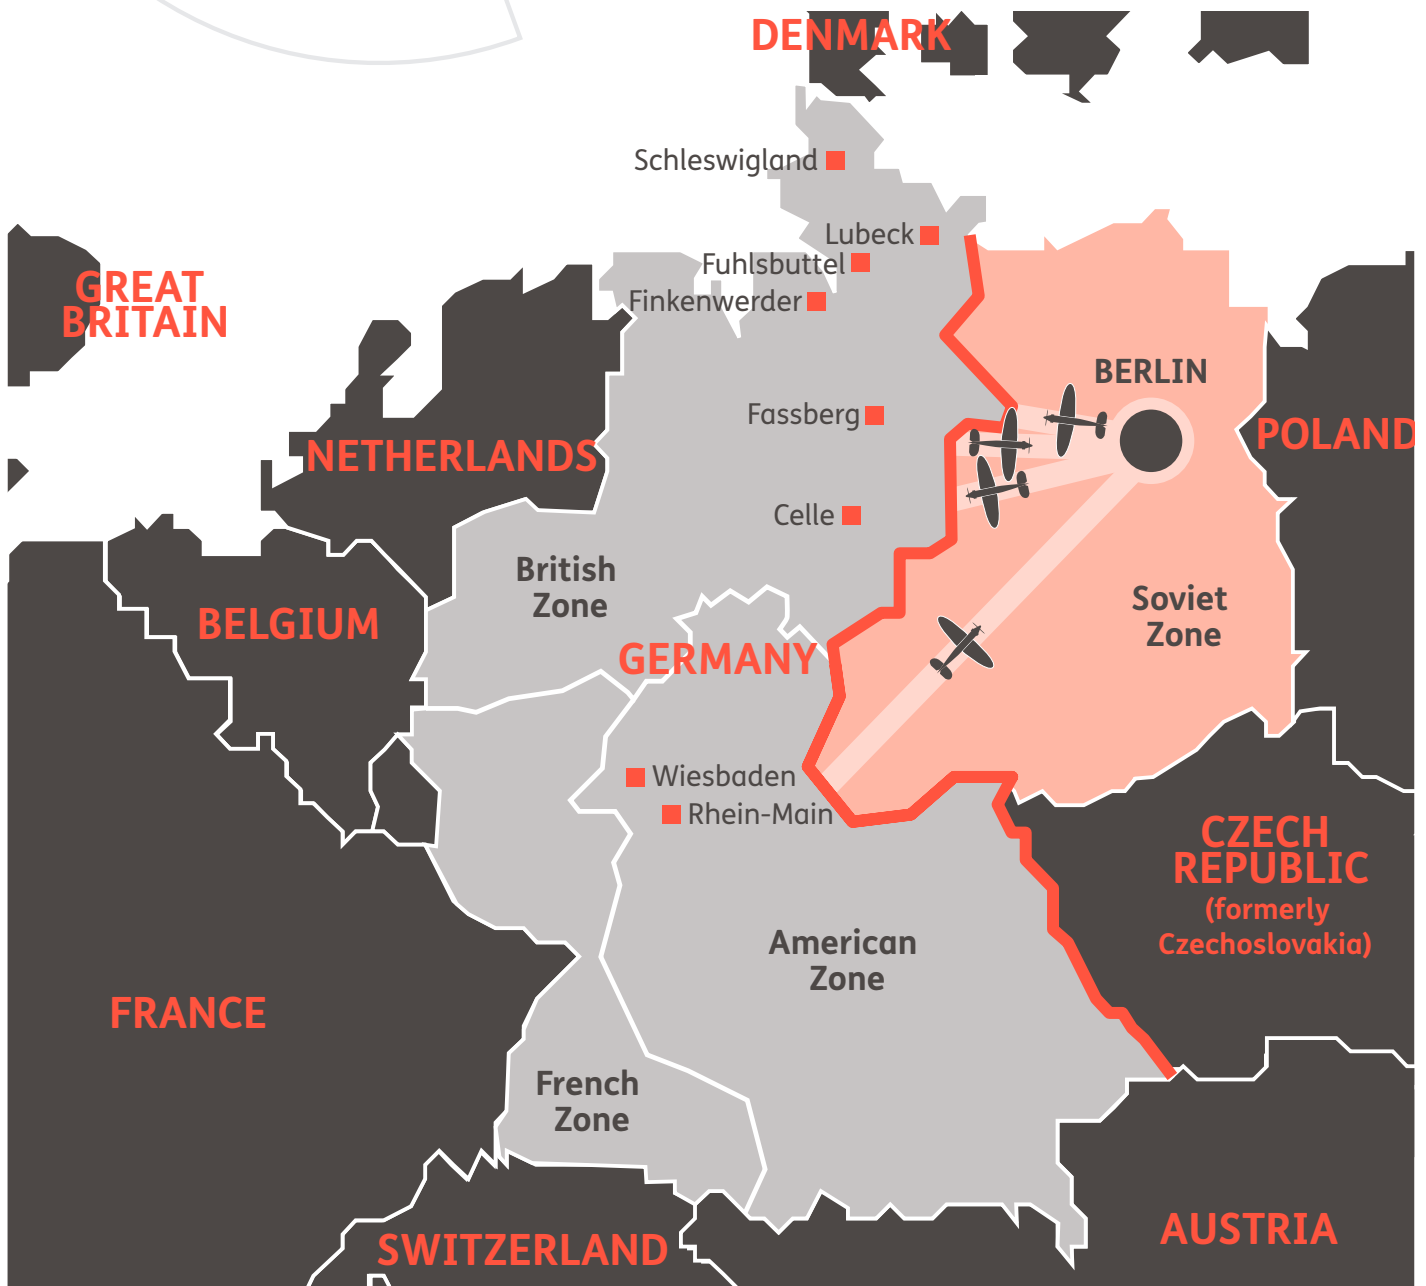 DENMARK
Schleswigland
Lubeck
Fuhlsbuttel
Finkenwerder
GREAT
BRITAIN
BERLIN
Fassberg
NETHERLANDS
POLAND
Celle
British
Zone
Soviet
Zone
BELGIUM
GERMANY
Wiesbaden
Rhein-Main
CZECH
REPUBLIC
(formerly
Czechoslovakia)
American
Zone
FRANCE
French
Zone
AUSTRIA
SWITZERLAND